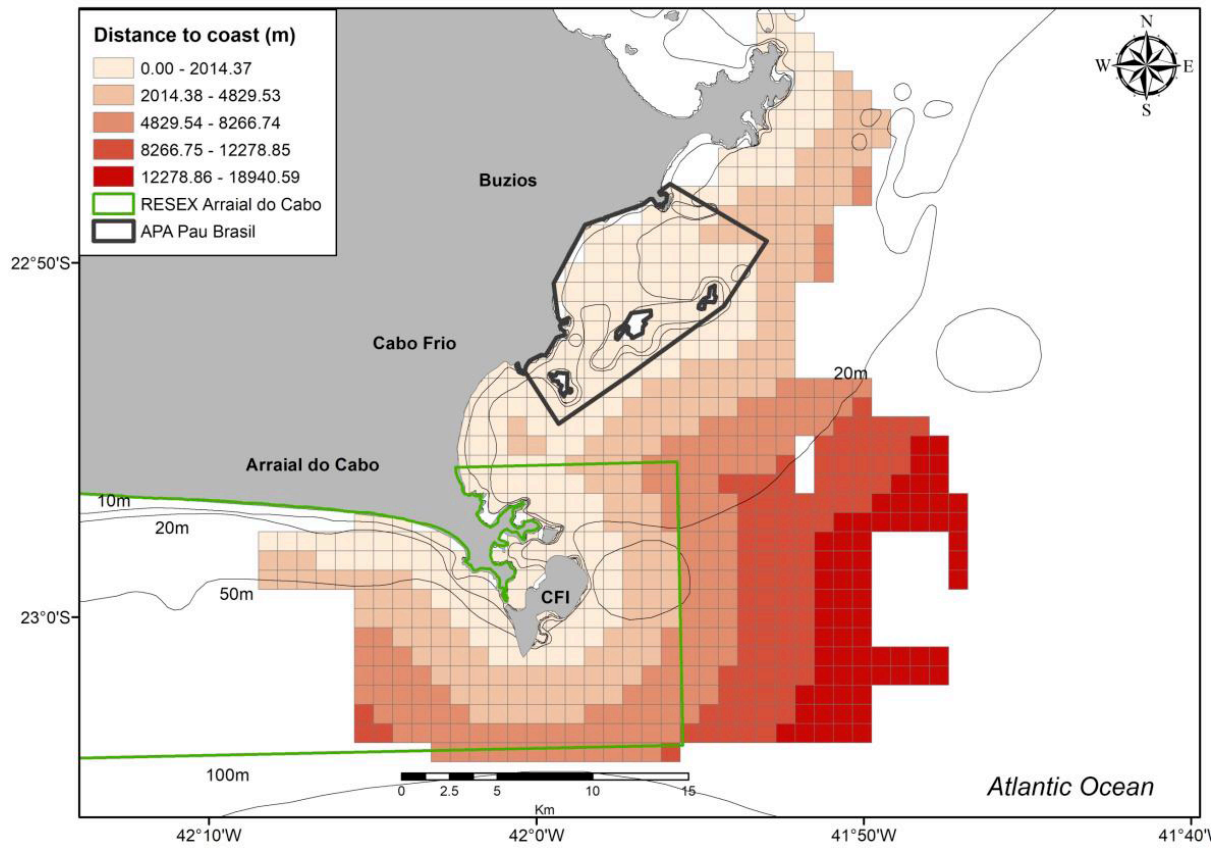 Distance to coast (m)
0.00 - 2014.37
2014.38 - 4829.53
4829.54 - 8266.74
8266.75 - 12278.85
12278.86 - 18940.59
RESEX Arraial do Cabo
APA Pau Brasil
N
W E
S
Buzios
22°50'S
Cabo Frio
20m
Arraial do Cabo
10m
20m
50m
CFI
23°0'S
100m
0 2.5 5 10 15
Km
Atlantic Ocean
42°10'W 42°0'W 41°50'W 41°40'W